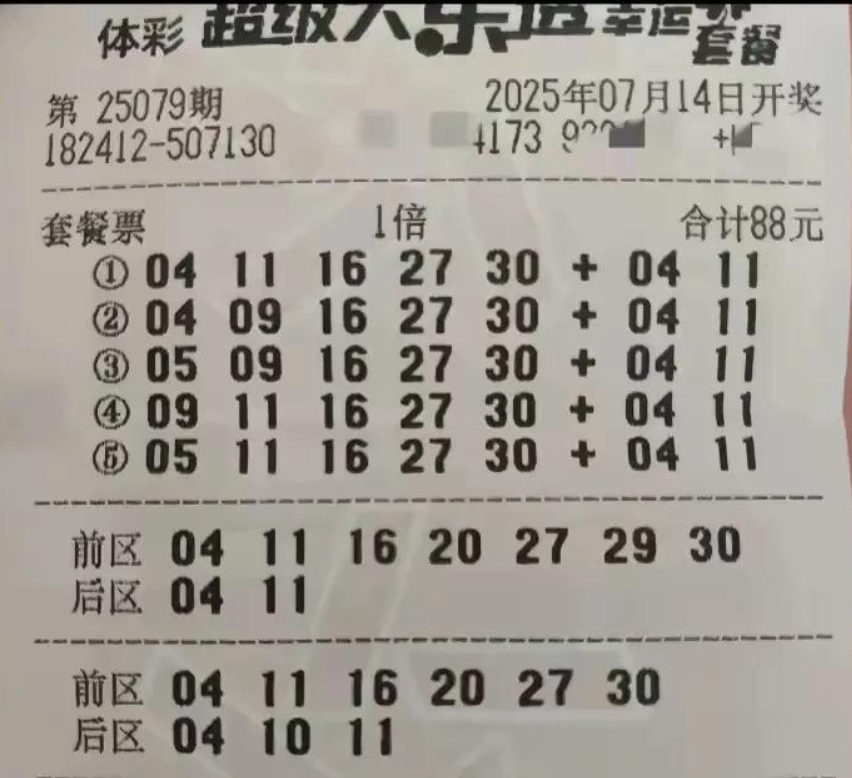 体彩 超级大乐透 幸运 套餐
第 25079期 2025年07月14日开奖
182412-507130 4173
套餐票 1倍 合计88元
① 04 11 16 27 30 + 04 11
② 04 09 16 27 30 + 04 11
③ 05 09 16 27 30 + 04 11
④ 09 11 16 27 30 + 04 11
⑤ 05 11 16 27 30 + 04 11
前区 04 11 16 20 27 29 30
后区 04 11
前区 04 11 16 20 27 30
后区 04 10 11